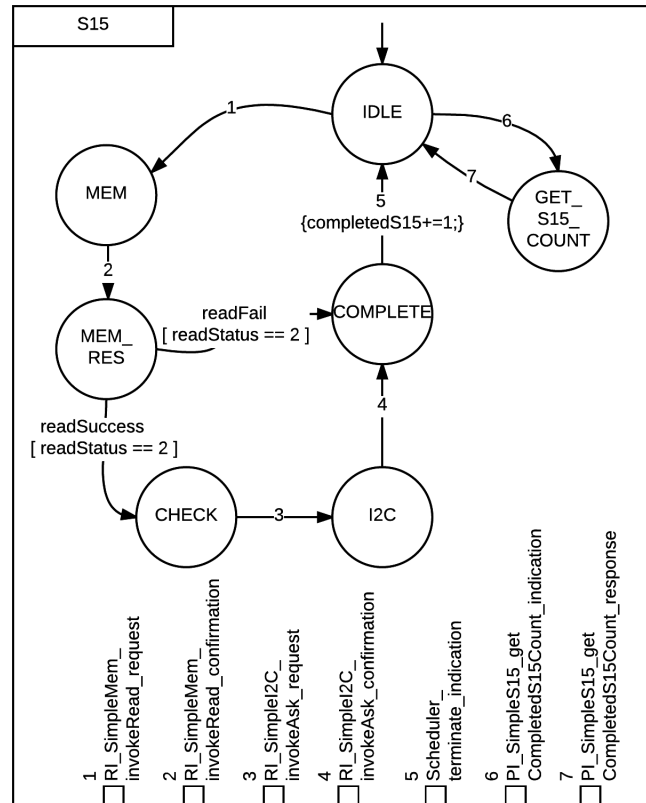 S15
IDLE
1
6
MEM
7
GET_
S15_
COUNT
5
{completedS15+=1;}
2
readFail
[ readStatus == 2 ]
COMPLETE
MEM_
RES
4
readSuccess
[ readStatus == 2 ]
CHECK
3
I2C
1
RI_SimpleMem_
invokeRead_request
2
RI_SimpleMem_
invokeRead_confirmation
3
RI_SimpleI2C_
invokeAsk_request
4
RI_SimpleI2C_
invokeAsk_confirmation
5
Scheduler_
terminate_indication
6
PI_SimpleS15_get
CompletedS15Count_indication
7
PI_SimpleS15_get
CompletedS15Count_response